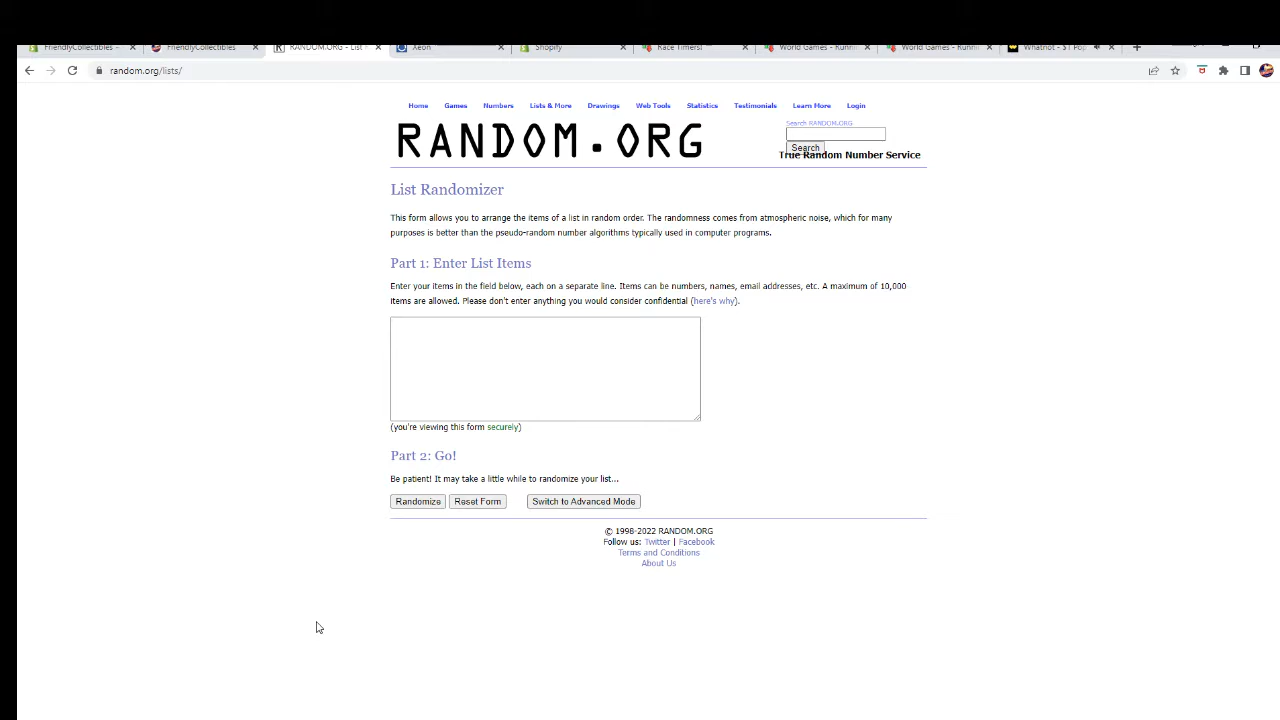 FriendlyCollectibles -
FriendlyCollectibles
RANDOM.ORG - List
Xeon
Shopify
Race Timers!
World Games - Runni
World Games - Runni
Whatnot - $1 Pop
random.org/lists/
Home Games Numbers Lists & More Drawings Web Tools Statistics Testimonials Learn More Login
Search RANDOM.ORG
RANDOM.ORG
Search
True Random Number Service
List Randomizer
This form allows you to arrange the items of a list in random order. The randomness comes from atmospheric noise, which for many
purposes is better than the pseudo-random number algorithms typically used in computer programs.
Part 1: Enter List Items
Enter your items in the field below, each on a separate line. Items can be numbers, names, email addresses, etc. A maximum of 10,000
items are allowed. Please don't enter anything you would consider confidential (here's why).
(you're viewing this form securely)
Part 2: Go!
Be patient! It may take a little while to randomize your list...
Randomize Reset Form Switch to Advanced Mode
© 1998-2022 RANDOM.ORG
Follow us: Twitter | Facebook
Terms and Conditions
About Us